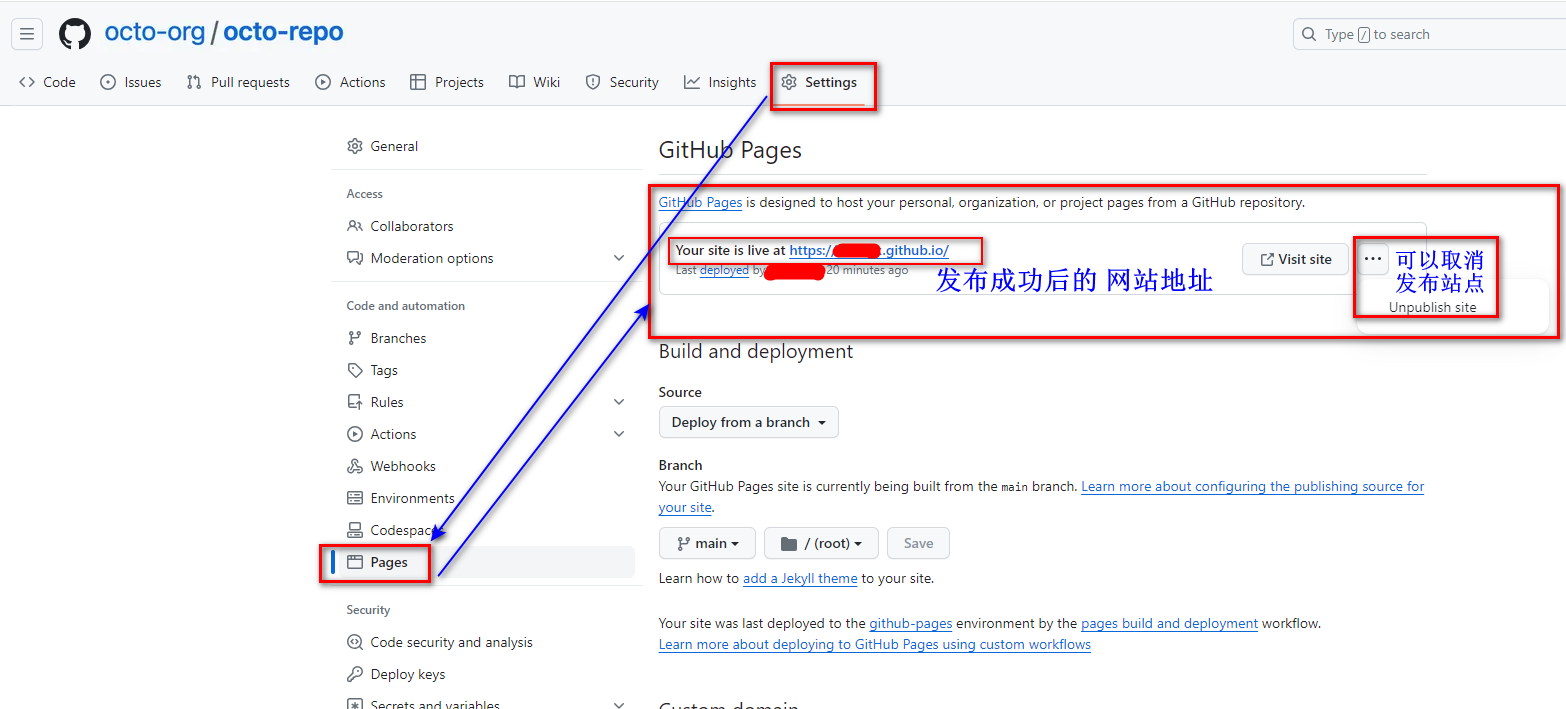 octo-org / octo-repo
Type / to search
Code
Issues
Pull requests
Actions
Projects
Wiki
Security
Insights
Settings
General
Access
Collaborators
Moderation options
Code and automation
Branches
Tags
Rules
Actions
Webhooks
Environments
Codespaces
Pages
Security
Code security and analysis
Deploy keys
Secrets and variables
GitHub Pages
GitHub Pages is designed to host your personal, organization, or project pages from a GitHub repository.
Your site is live at https:// .github.io/
Last deployed by 20 minutes ago
发布成功后的 网站地址
Visit site
···
可以取消
发布站点
Unpublish site
Build and deployment
Source
Deploy from a branch
Branch
Your GitHub Pages site is currently being built from the main branch. Learn more about configuring the publishing source for
your site.
main
/ (root)
Save
Learn how to add a Jekyll theme to your site.
Your site was last deployed to the github-pages environment by the pages build and deployment workflow.
Learn more about deploying to GitHub Pages using custom workflows
Custom domain